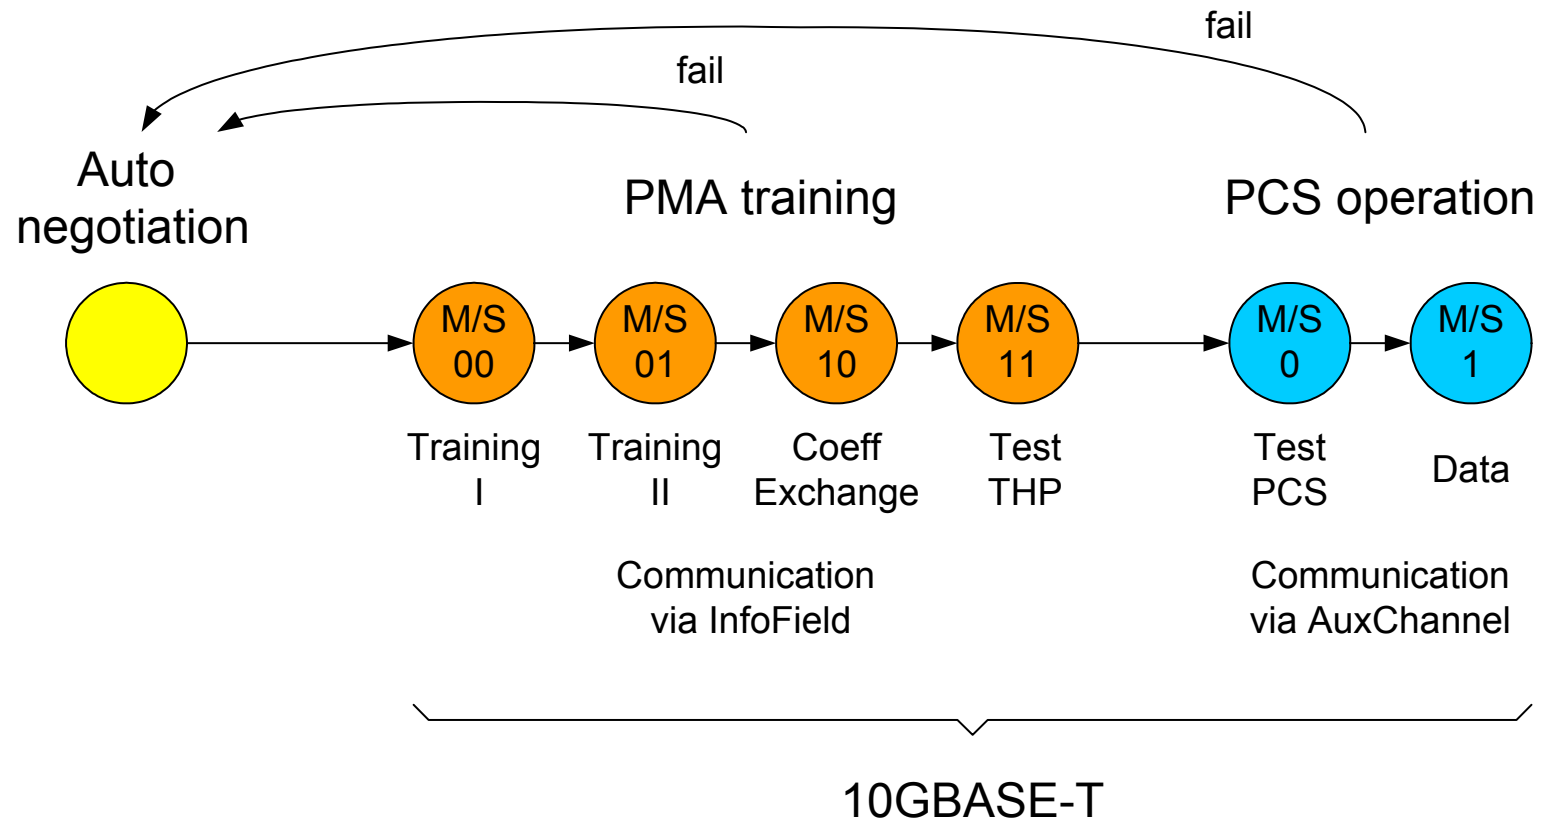 fail
fail
Auto
negotiation
PMA training
PCS operation
M/S
00
M/S
01
M/S
10
M/S
11
M/S
0
M/S
1
Training
I
Training
II
Coeff
Exchange
Test
THP
Test
PCS
Data
Communication
via InfoField
Communication
via AuxChannel
10GBASE-T